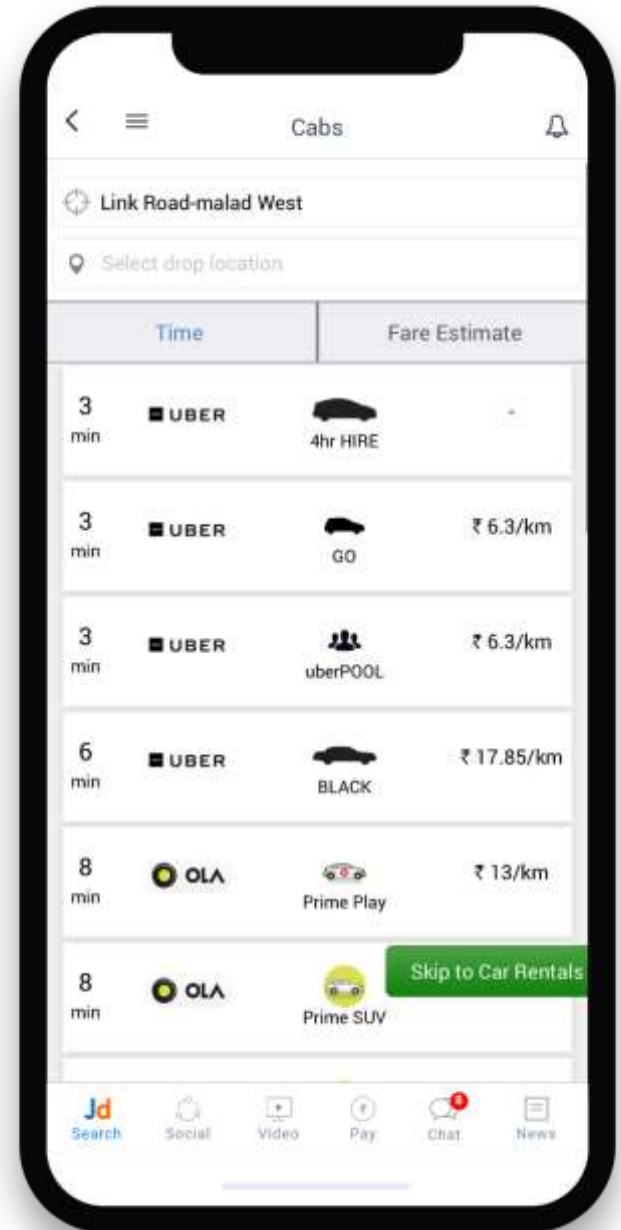 Cabs
Link Road-malad West
Select drop location
Time
Fare Estimate
3
min
UBER
4hr HIRE
-
3
min
UBER
GO
₹ 6.3/km
3
min
UBER
uberPOOL
₹ 6.3/km
6
min
UBER
BLACK
₹ 17.85/km
8
min
OLA
Prime Play
₹ 13/km
8
min
OLA
Prime SUV
Skip to Car Rentals
Jd
Search
Social
Video
₹
Pay
Chat
News